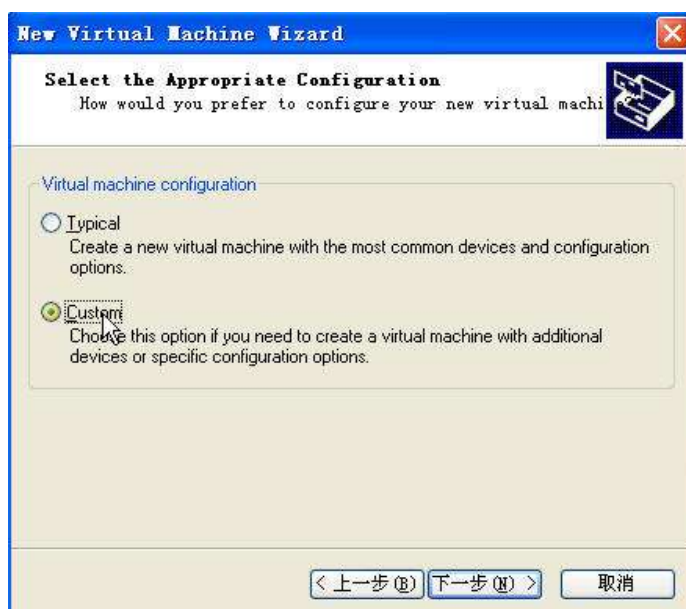 New Virtual Machine Wizard
Select the Appropriate Configuration
How would you prefer to configure your new virtual machi
Virtual machine configuration
Typical
Create a new virtual machine with the most common devices and configuration
options.
Custom
Choose this option if you need to create a virtual machine with additional
devices or specific configuration options.
< 上一步(B) 下一步(N) > 取消